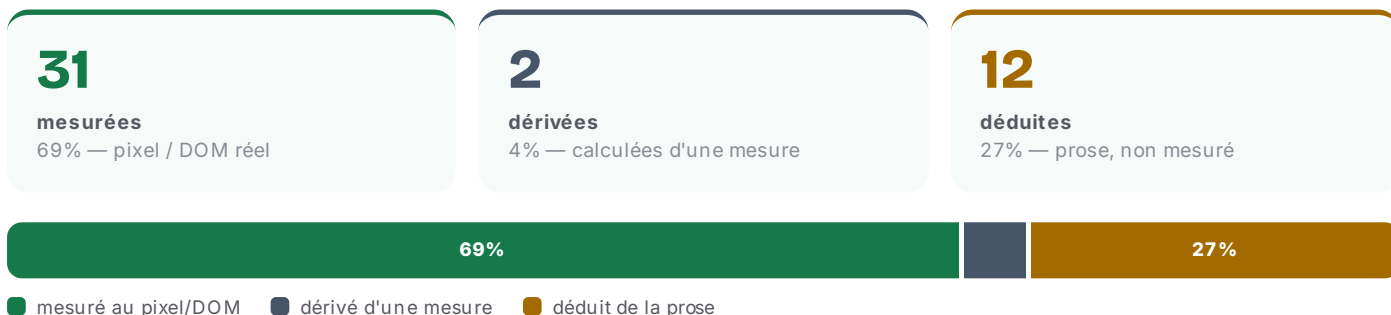 31
mesurées
69% — pixel / DOM réel
2
dérivées
4% — calculées d'une mesure
12
déduites
27% — prose, non mesuré
69%
27%
mesuré au pixel/DOM
dérivé d'une mesure
déduit de la prose